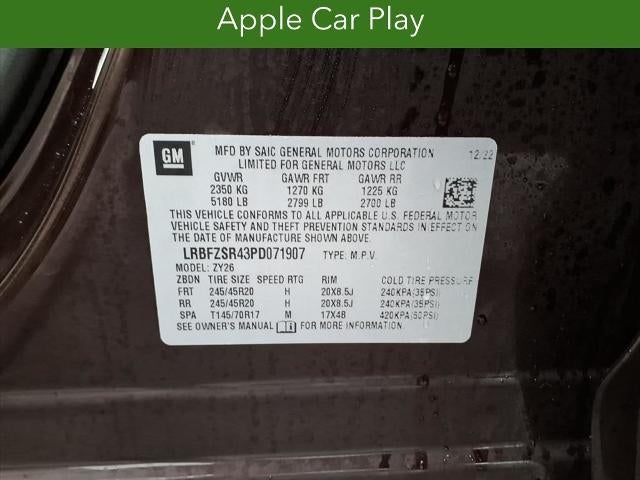 Apple Car Play
GM
MFD BY SAIC GENERAL MOTORS CORPORATION 12/22
LIMITED FOR GENERAL MOTORS LLC
GVWR GAWR FRT GAWR RR
2350 KG 1270 KG 1225 KG
5180 LB 2799 LB 2700 LB
THIS VEHICLE CONFORMS TO ALL APPLICABLE U.S. FEDERAL MOTOR
VEHICLE SAFETY AND THEFT PREVENTION STANDARDS IN EFFECT ON
THE DATE OF MANUFACTURE SHOWN ABOVE.
LRBFZSR43PD071907 TYPE: M.P.V.
MODEL: ZY26
ZBDN TIRE SIZE SPEED RTG RIM COLD TIRE PRESSURE
FRT 245/45R20 H 20X8.5J 240KPA(35PSI)
RR 245/45R20 H 20X8.5J 240KPA(35PSI)
SPA T145/70R17 M 17X4B 420KPA(60PSI)
SEE OWNER'S MANUAL FOR MORE INFORMATION